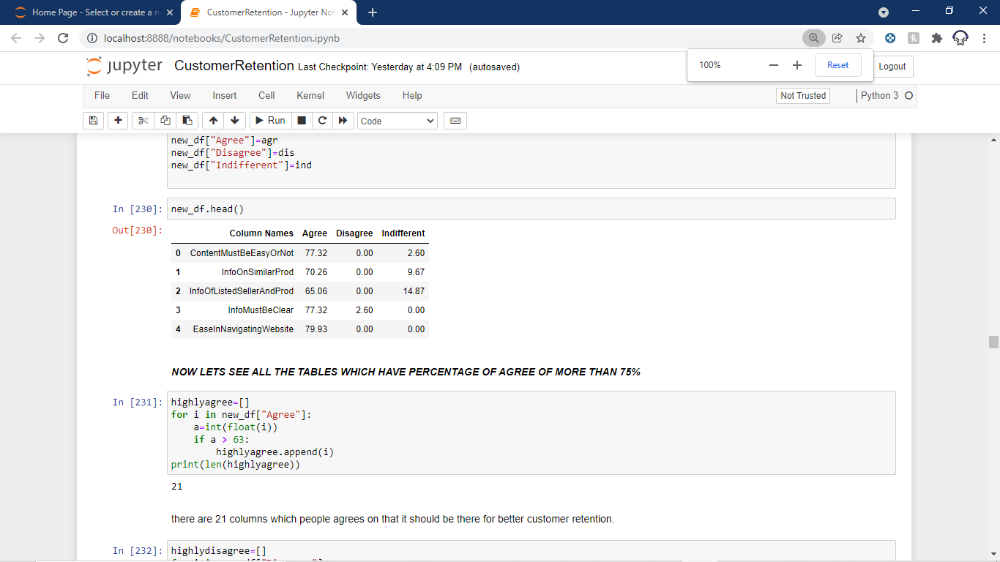 Home Page - Select or create a n
CustomerRetention - Jupyter Not
localhost:8888/notebooks/CustomerRetention.ipynb
100%
Reset
jupyter CustomerRetention Last Checkpoint: Yesterday at 4:09 PM (autosaved)
Logout
File Edit View Insert Cell Kernel Widgets Help
Not Trusted
Python 3
Run
Code
new_df["Agree"]=agr
new_df["Disagree"]=dis
new_df["Indifferent"]=ind
In [230]: new_df.head()
Out[230]:
Column Names Agree Disagree Indifferent
0 ContentMustBeEasyOrNot 77.32 0.00 2.60
1 InfoOnSimilarProd 70.26 0.00 9.67
2 InfoOfListedSellerAndProd 65.06 0.00 14.87
3 InfoMustBeClear 77.32 2.60 0.00
4 EaseInNavigatingWebsite 79.93 0.00 0.00
NOW LETS SEE ALL THE TABLES WHICH HAVE PERCENTAGE OF AGREE OF MORE THAN 75%
In [231]: highlyagree=[]
for i in new_df["Agree"]:
a=int(float(i))
if a > 63:
highlyagree.append(i)
print(len(highlyagree))
21
there are 21 columns which people agrees on that it should be there for better customer retention.
In [232]: highlydisagree=[]